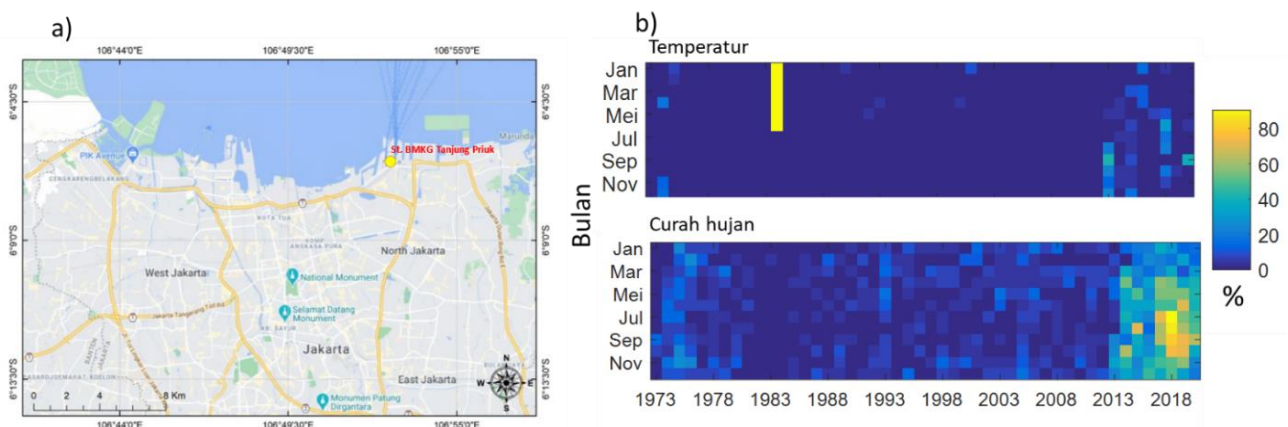 a)
106°44'0"E
106°49'30"E
106°55'0"E
6°4'30"S
6°4'30"S
PIK Avenue
St. BMKG Tanjung Priuk
Marunda
CENGKARENGBELAKANG
KOTA TUA
6°9'0"S
6°9'0"S
North Jakarta
West Jakarta
National Monument
Selamat Datang
Monument
Jakarta
East Jakarta
6°13'30"S
6°13'30"S
Monumen Patung
Dirgantara
0 2 4 8 Km
N
W E
S
106°44'0"E
106°49'30"E
106°55'0"E
b)
Temperatur
Jan
Mar
Mei
Jul
Sep
Nov
Bulan
Curah hujan
Jan
Mar
Mei
Jul
Sep
Nov
1973 1978 1983 1988 1993 1998 2003 2008 2013 2018
80
60
40
20
0
%